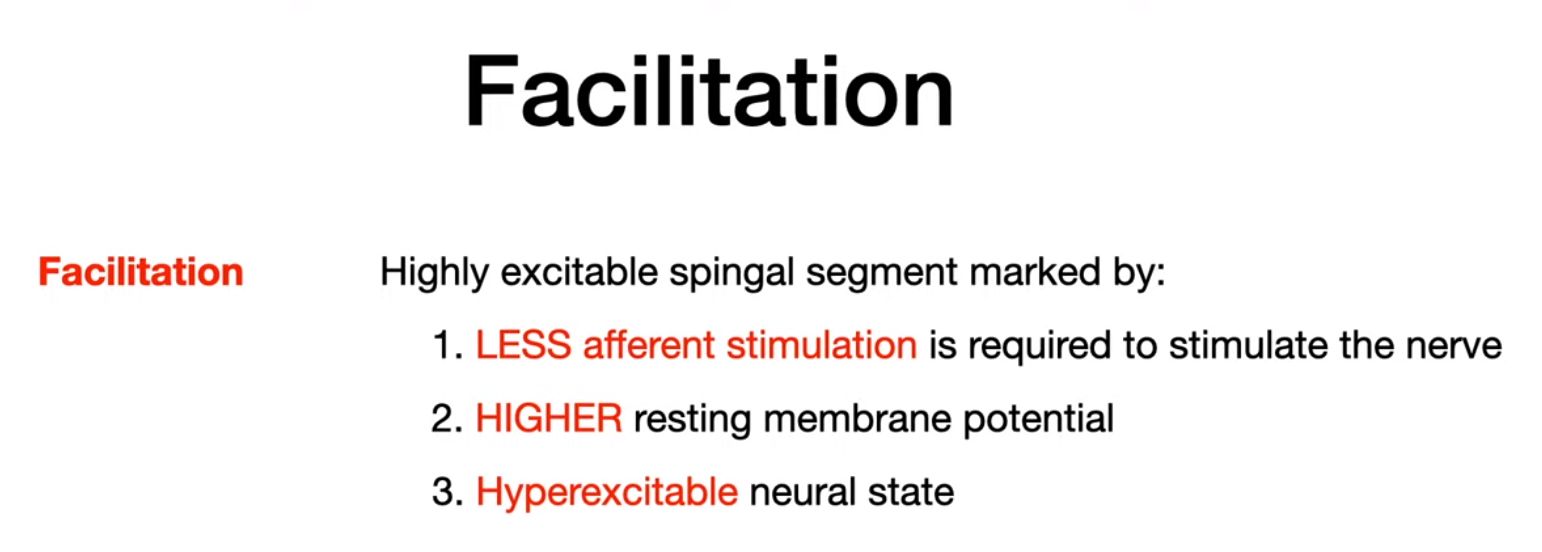 Facilitation
Facilitation Highly excitable spingal segment marked by:
1. LESS afferent stimulation is required to stimulate the nerve
2. HIGHER resting membrane potential
3. Hyperexcitable neural state